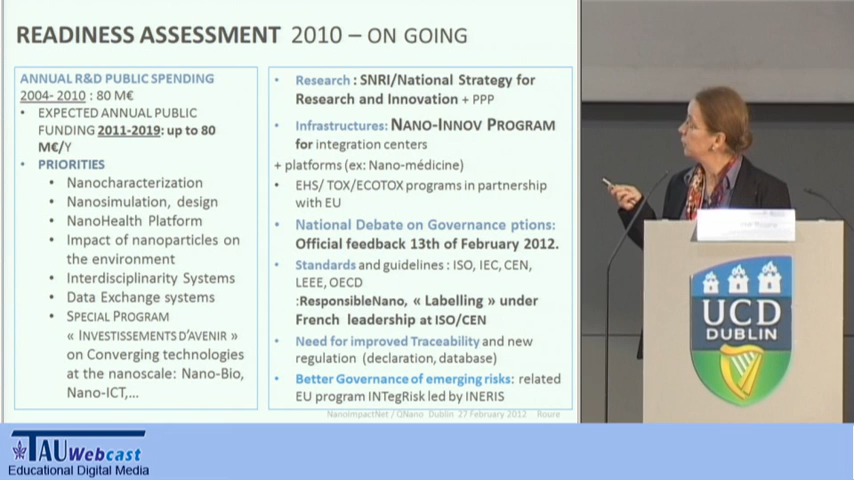 READINESS ASSESSMENT 2010 – ON GOING
ANNUAL R&D PUBLIC SPENDING
2004- 2010 : 80 M€
• EXPECTED ANNUAL PUBLIC
FUNDING 2011-2019: up to 80
M€/Y
• PRIORITIES
• Nanocharacterization
• Nanosimulation, design
• NanoHealth Platform
• Impact of nanoparticles on
the environment
• Interdisciplinarity Systems
• Data Exchange systems
• SPECIAL PROGRAM
« INVESTISSEMENTS D'AVENIR »
on Converging technologies
at the nanoscale: Nano-Bio,
Nano-ICT,...
• Research : SNRI/National Strategy for
Research and Innovation + PPP
• Infrastructures: NANO-INNOV PROGRAM
for integration centers
+ platforms (ex: Nano-médicine)
• EHS/ TOX/ECOTOX programs in partnership
with EU
• National Debate on Governance ptions:
Official feedback 13th of February 2012.
• Standards and guidelines : ISO, IEC, CEN,
LEEE, OECD
:ResponsibleNano, « Labelling » under
French leadership at ISO/CEN
• Need for improved Traceability and new
regulation (declaration, database)
• Better Governance of emerging risks: related
EU program INTegRisk led by INERIS
NanoImpactNet / QNano Dublin 27 February 2012 Roure
UCD
DUBLIN
TAU Webcast
Educational Digital Media